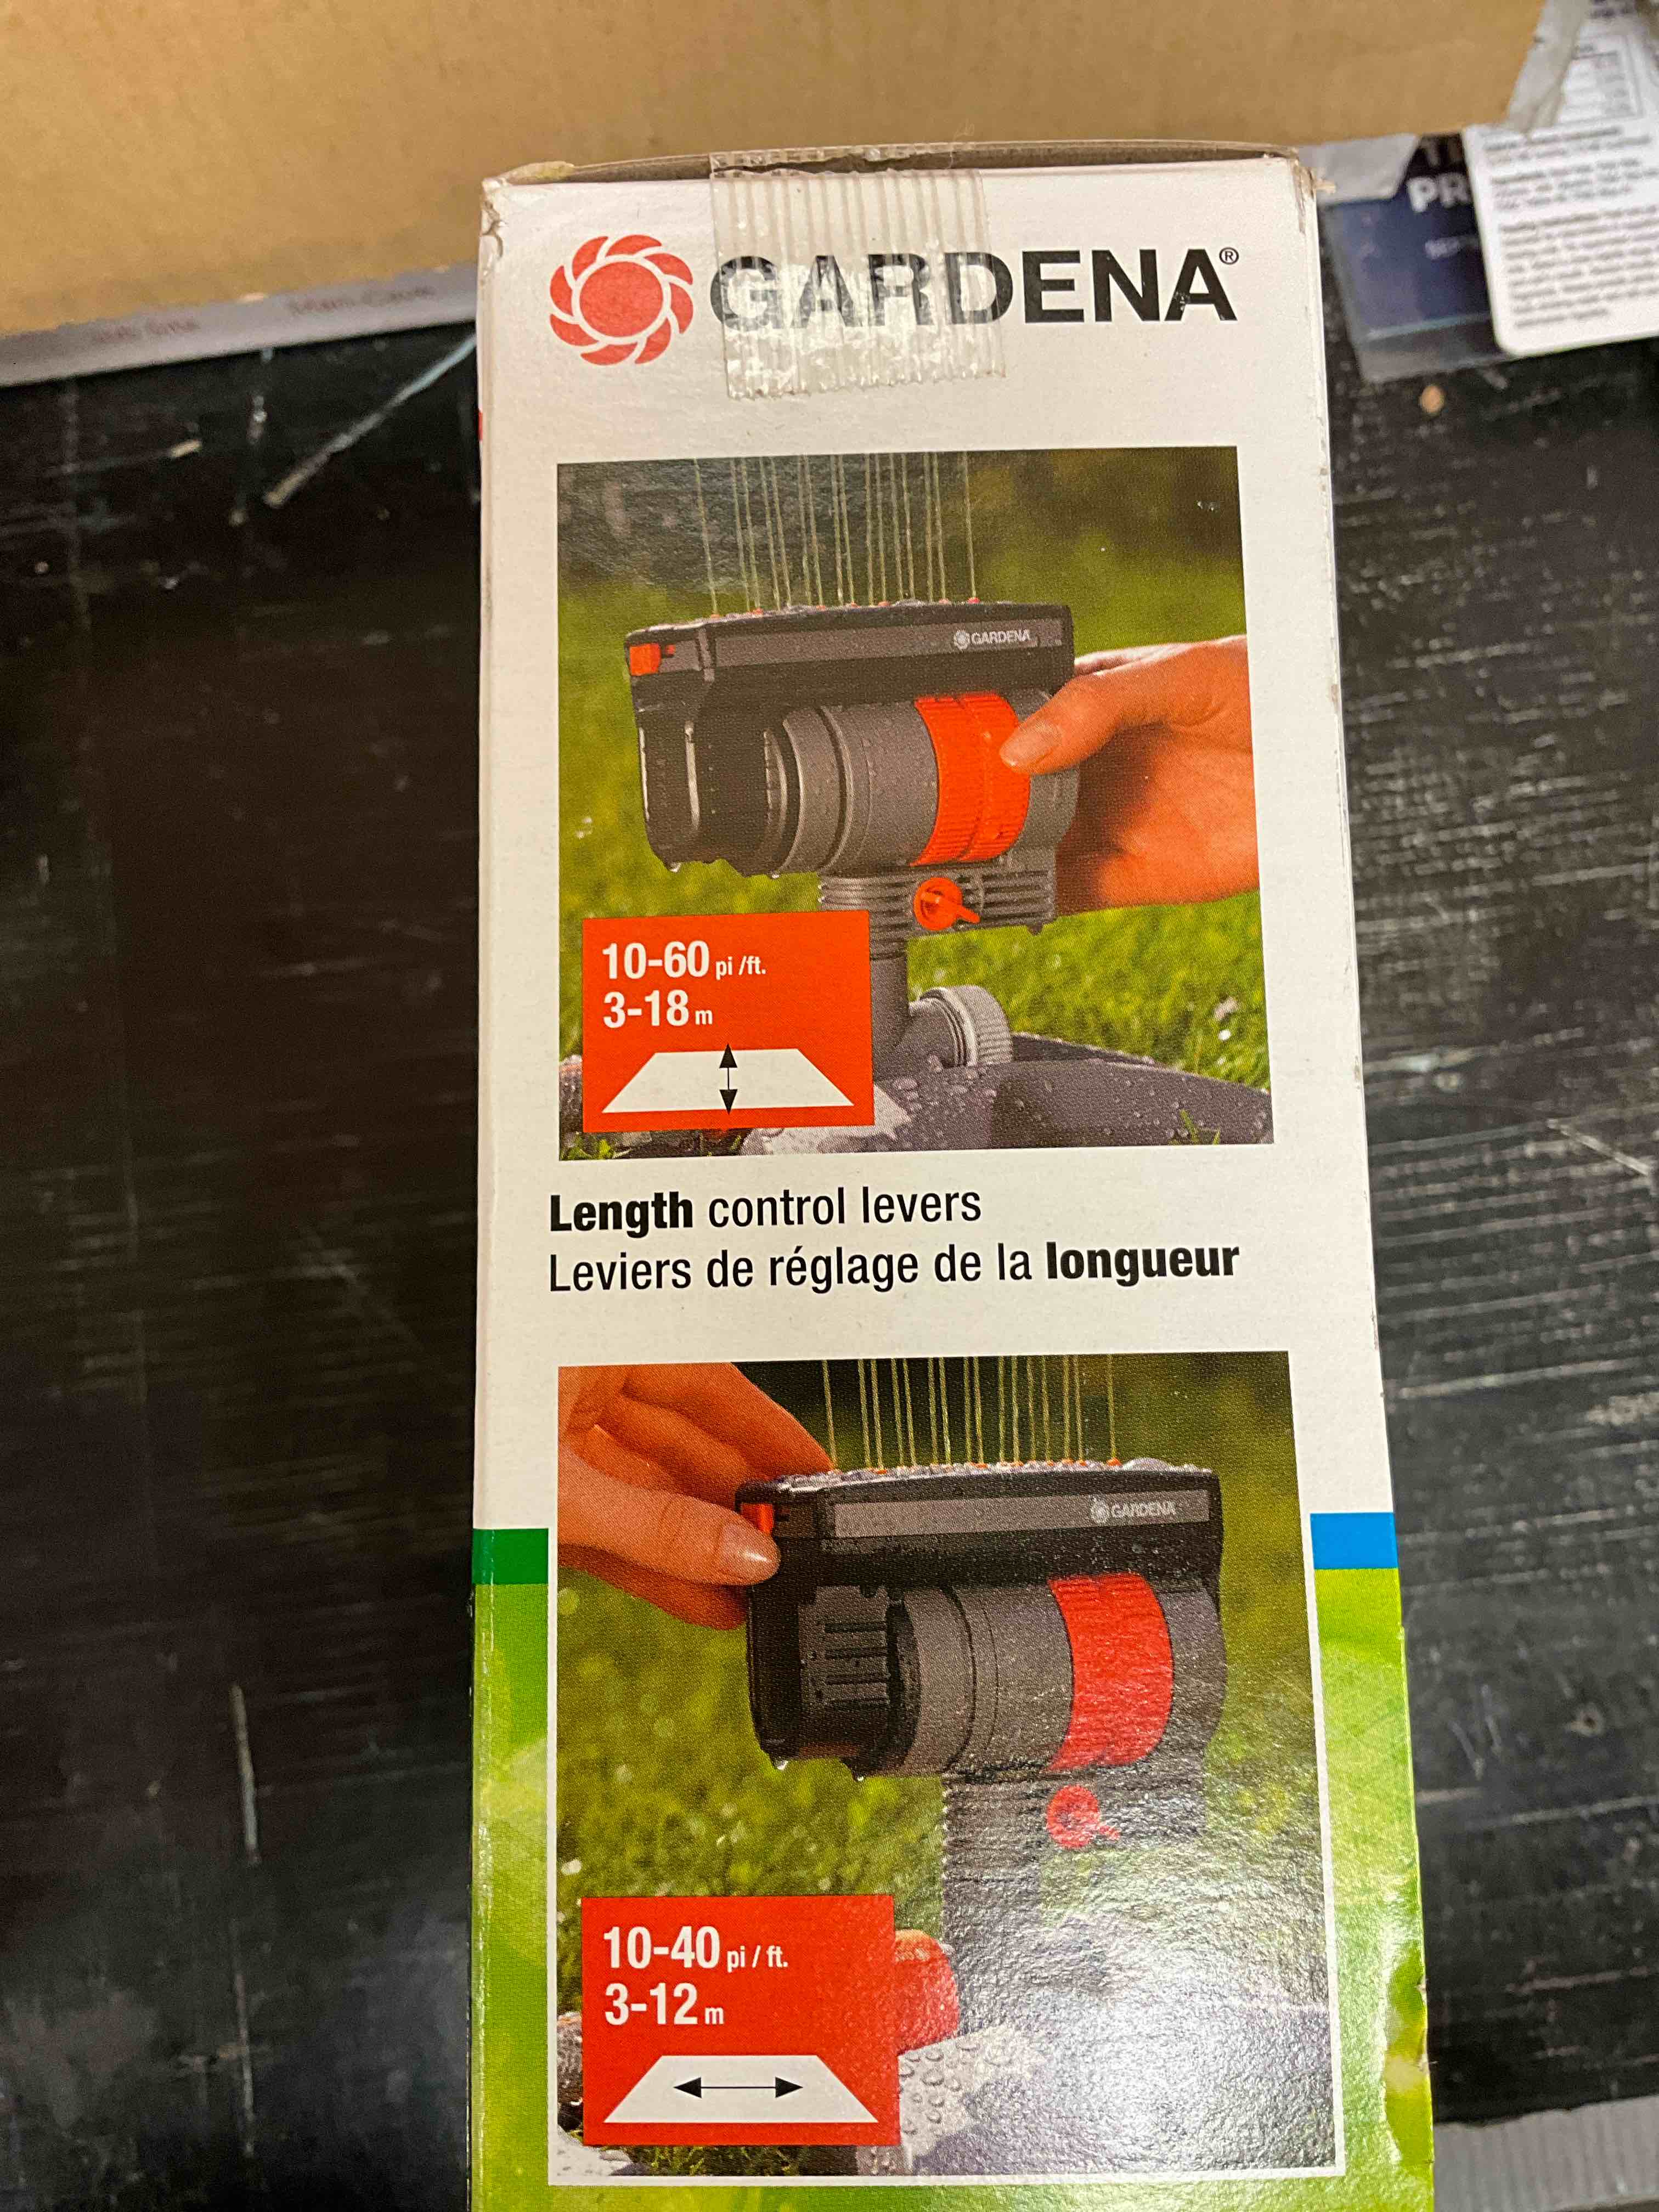 GARDENA®
GARDENA
10-60 pi /ft.
3-18 m
Length control levers
Leviers de réglage de la longueur
GARDENA
10-40 pi / ft.
3-12 m